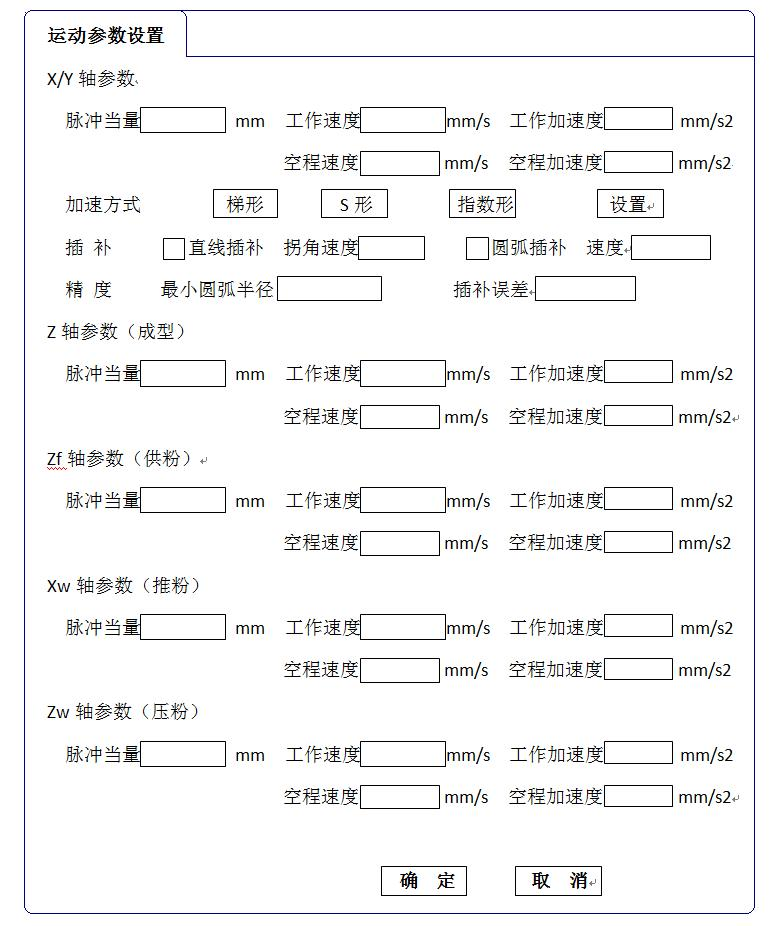 运动参数设置
X/Y 轴参数
脉冲当量 mm 工作速度 mm/s 工作加速度 mm/s2
空程速度 mm/s 空程加速度 mm/s2
加速方式 梯形 S 形 指数形 设置
插 补 直线插补 拐角速度 圆弧插补 速度
精 度 最小圆弧半径 插补误差
Z 轴参数（成型）
脉冲当量 mm 工作速度 mm/s 工作加速度 mm/s2
空程速度 mm/s 空程加速度 mm/s2
Zf 轴参数（供粉）
脉冲当量 mm 工作速度 mm/s 工作加速度 mm/s2
空程速度 mm/s 空程加速度 mm/s2
Xw 轴参数（推粉）
脉冲当量 mm 工作速度 mm/s 工作加速度 mm/s2
空程速度 mm/s 空程加速度 mm/s2
Zw 轴参数（压粉）
脉冲当量 mm 工作速度 mm/s 工作加速度 mm/s2
空程速度 mm/s 空程加速度 mm/s2
确 定 取 消